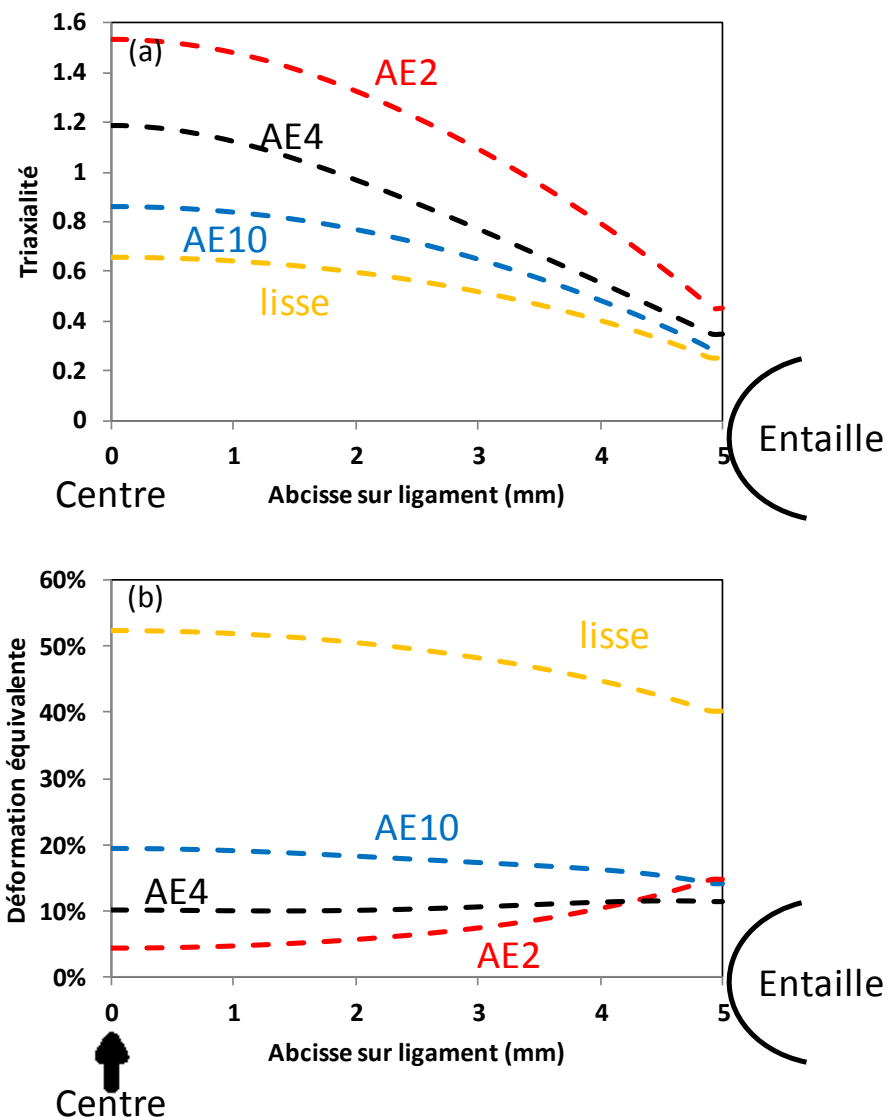 1.6
(a)
AE2
1.4
1.2
AE4
1
Triaxialité
0.8
AE10
0.6
lisse
0.4
0.2
0
Entaille
0 1 2 3 4 5
Centre
Abcisse sur ligament (mm)
60%
(b)
lisse
50%
40%
Déformation équivalente
30%
20%
AE10
AE4
10%
AE2
0%
Entaille
0 1 2 3 4 5
Abcisse sur ligament (mm)
Centre